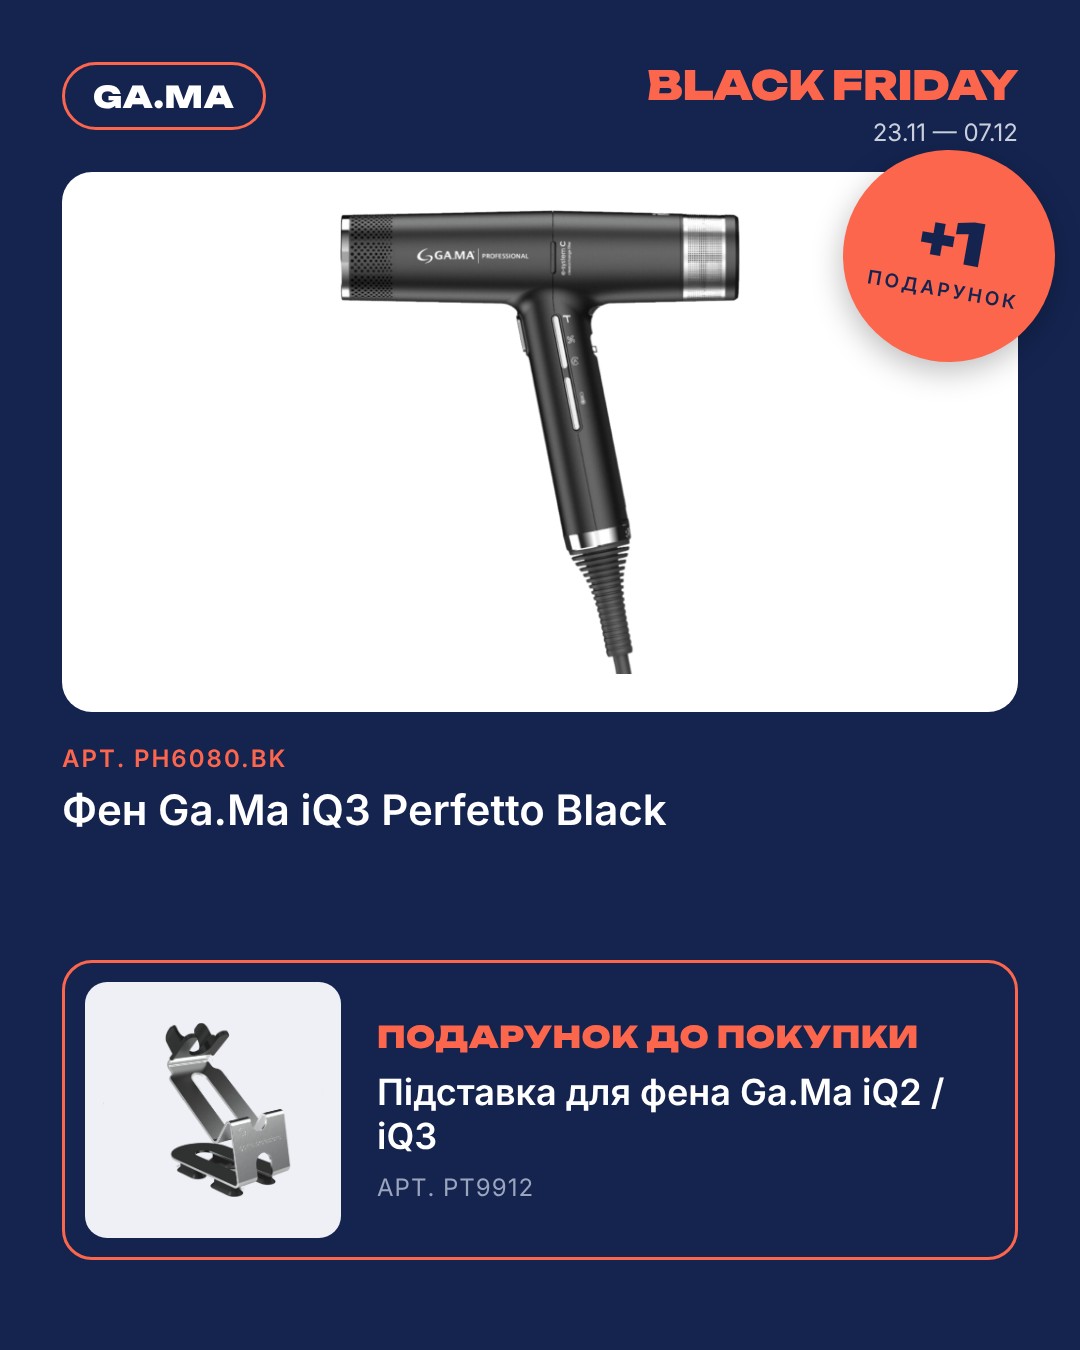 GA.MA
BLACK FRIDAY
23.11 — 07.12
+1
ПОДАРУНОК
GA.MA PROFESSIONAL
АРТ. PH6080.BK
Фен Ga.Ma iQ3 Perfetto Black
ПОДАРУНОК ДО ПОКУПКИ
Підставка для фена Ga.Ma iQ2 /
iQ3
АРТ. PT9912